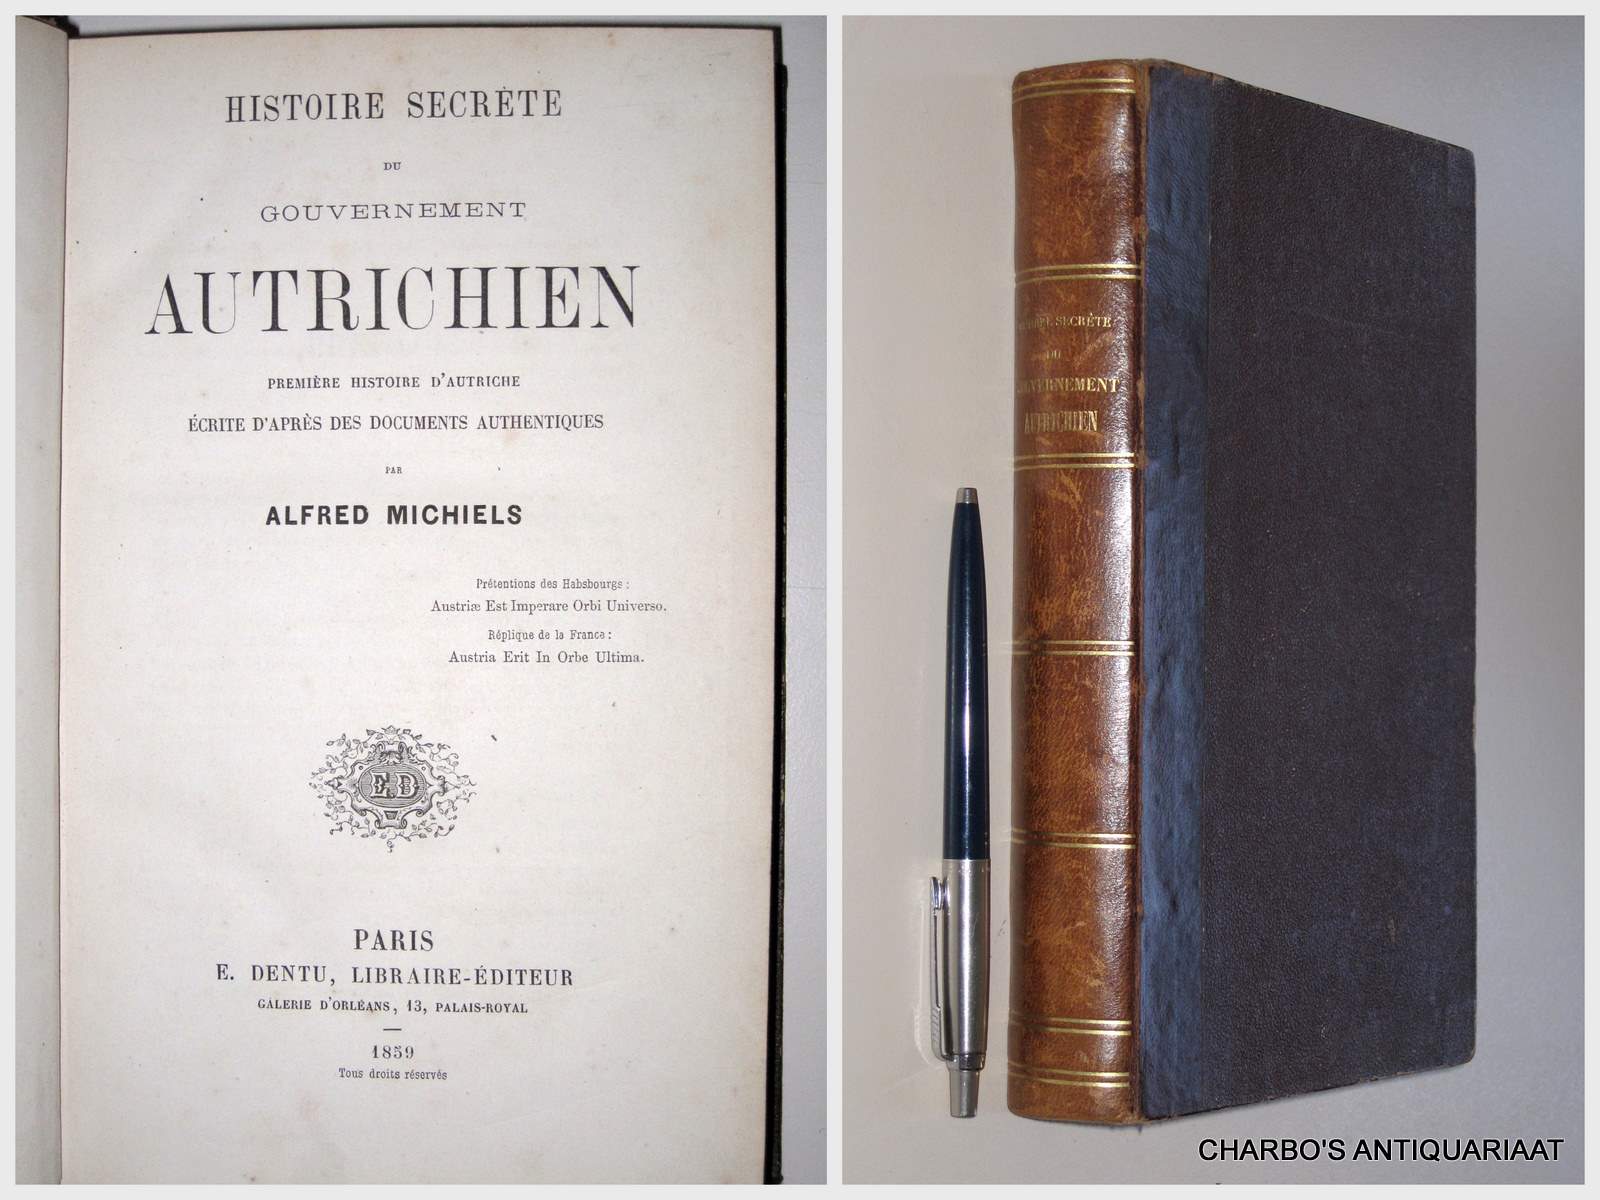 HISTOIRE SECRÈTE
DU
GOUVERNEMENT
AUTRICHIEN
PREMIÈRE HISTOIRE D'AUTRICHE
ÉCRITE D'APRÈS DES DOCUMENTS AUTHENTIQUES
PAR
ALFRED MICHIELS
Prétentions des Habsbourgs :
Austriæ Est Imperare Orbi Universo.
Réplique de la France :
Austria Erit In Orbe Ultima.
E.D
PARIS
E. DENTU, LIBRAIRE-ÉDITEUR
GALERIE D'ORLÉANS, 13, PALAIS-ROYAL
1859
Tous droits réservés
SECRÈTE
DU
GOUVERNEMENT
AUTRICHIEN
CHARBO'S ANTIQUARIAAT